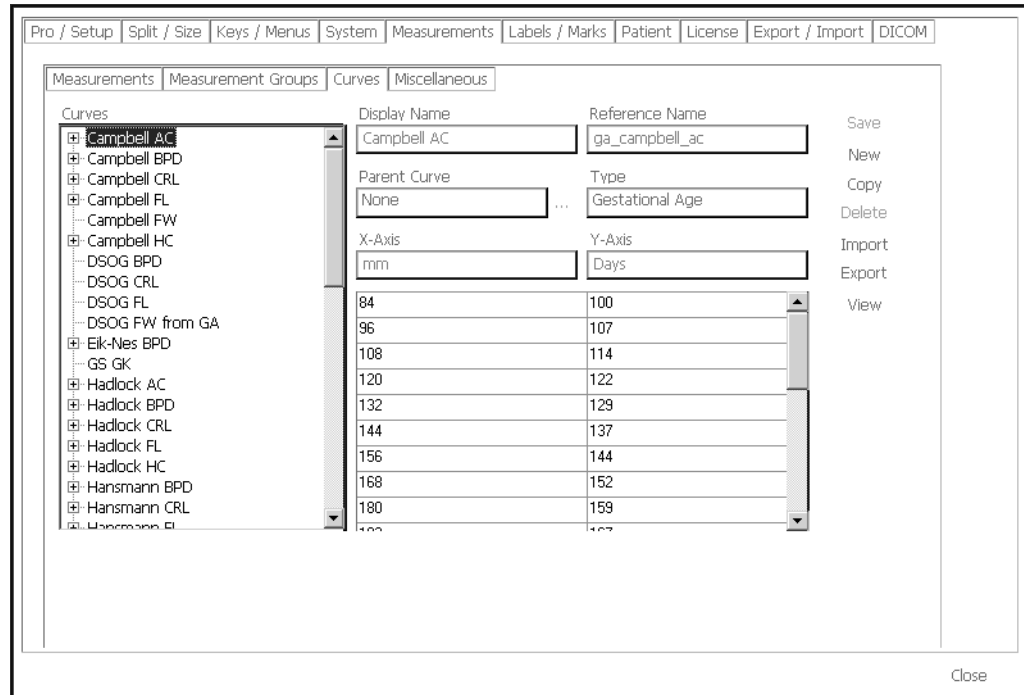 Pro / Setup Split / Size Keys / Menus System Measurements Labels / Marks Patient License Export / Import DICOM
Measurements Measurement Groups Curves Miscellaneous
Curves
Campbell AC
Campbell BPD
Campbell CRL
Campbell FL
Campbell FW
Campbell HC
DSOG BPD
DSOG CRL
DSOG FL
DSOG FW from GA
Eik-Nes BPD
GS GK
Hadlock AC
Hadlock BPD
Hadlock CRL
Hadlock FL
Hadlock HC
Hansmann BPD
Hansmann CRL
Hansmann FL
Display Name Reference Name
Campbell AC ga_campbell_ac
Parent Curve Type
None ... Gestational Age
X-Axis Y-Axis
mm Days
84 100
96 107
108 114
120 122
132 129
144 137
156 144
168 152
180 159
Save
New
Copy
Delete
Import
Export
View
Close